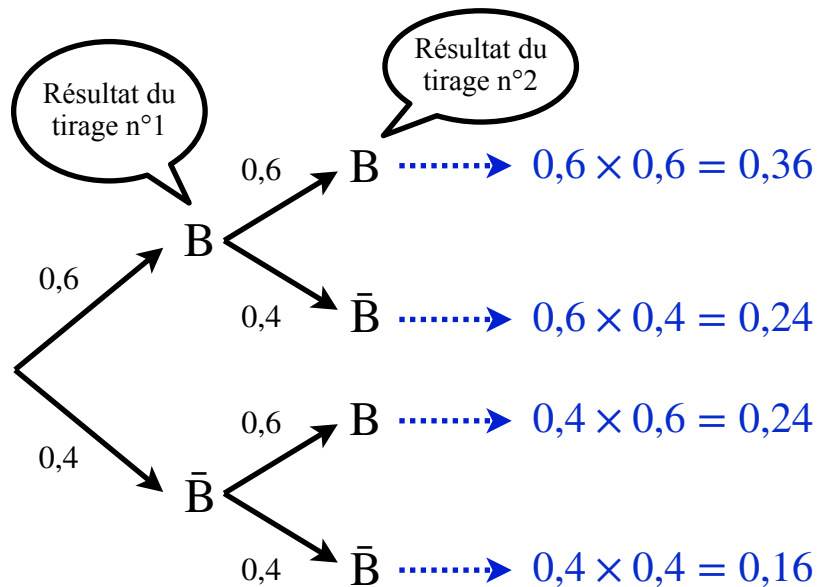 Résultat du
tirage n°1
Résultat du
tirage n°2
0,6
B
0,6
B
0,6 × 0,6 = 0,36
0,4
B̄
0,6 × 0,4 = 0,24
0,4
B̄
0,6
B
0,4 × 0,6 = 0,24
0,4
B̄
0,4 × 0,4 = 0,16